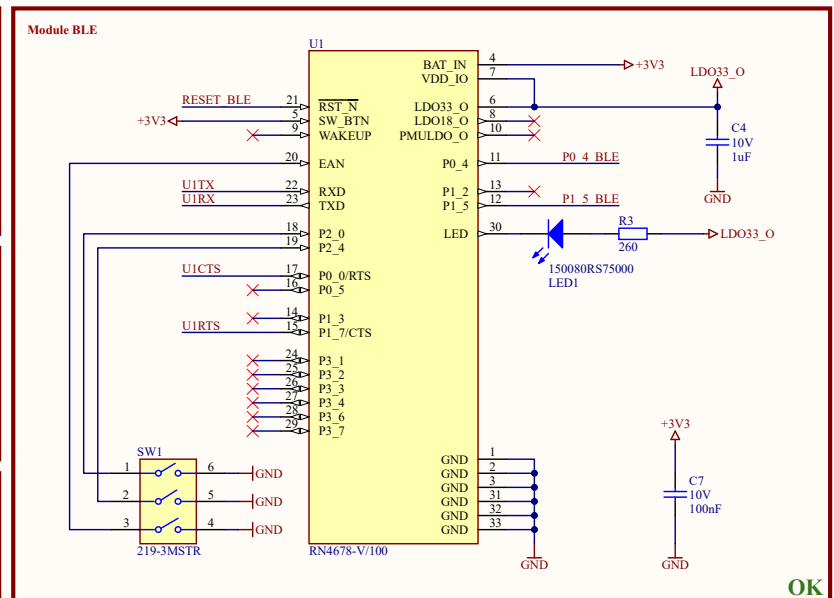 Module BLE
U1
BAT_IN 4 +3V3
VDD_IO 7
LDO33_O
RESET_BLE 21 RST_N LDO33_O 6
+3V3 5 SW_BTN LDO18_O 8
9 WAKEUP PMULDO_O 10
C4
10V
1uF
20 EAN P0_4 11 P0_4_BLE
U1TX 22 RXD P1_2 13
U1RX 23 TXD P1_5 12 P1_5_BLE
GND
18 P2_0 LED 30 R3 LDO33_O
19 P2_4 260
U1CTS 17 P0_0/RTS 150080RS75000
16 P0_5 LED1
14 P1_3
U1RTS 15 P1_7/CTS
24 P3_1
25 P3_2
26 P3_3
27 P3_4
28 P3_6
29 P3_7
+3V3
SW1
1 6 GND
2 5 GND
3 4 GND
219-3MSTR
GND 1
GND 2
GND 3
GND 31
GND 32
GND 33
C7
10V
100nF
RN4678-V/100
GND
GND
OK